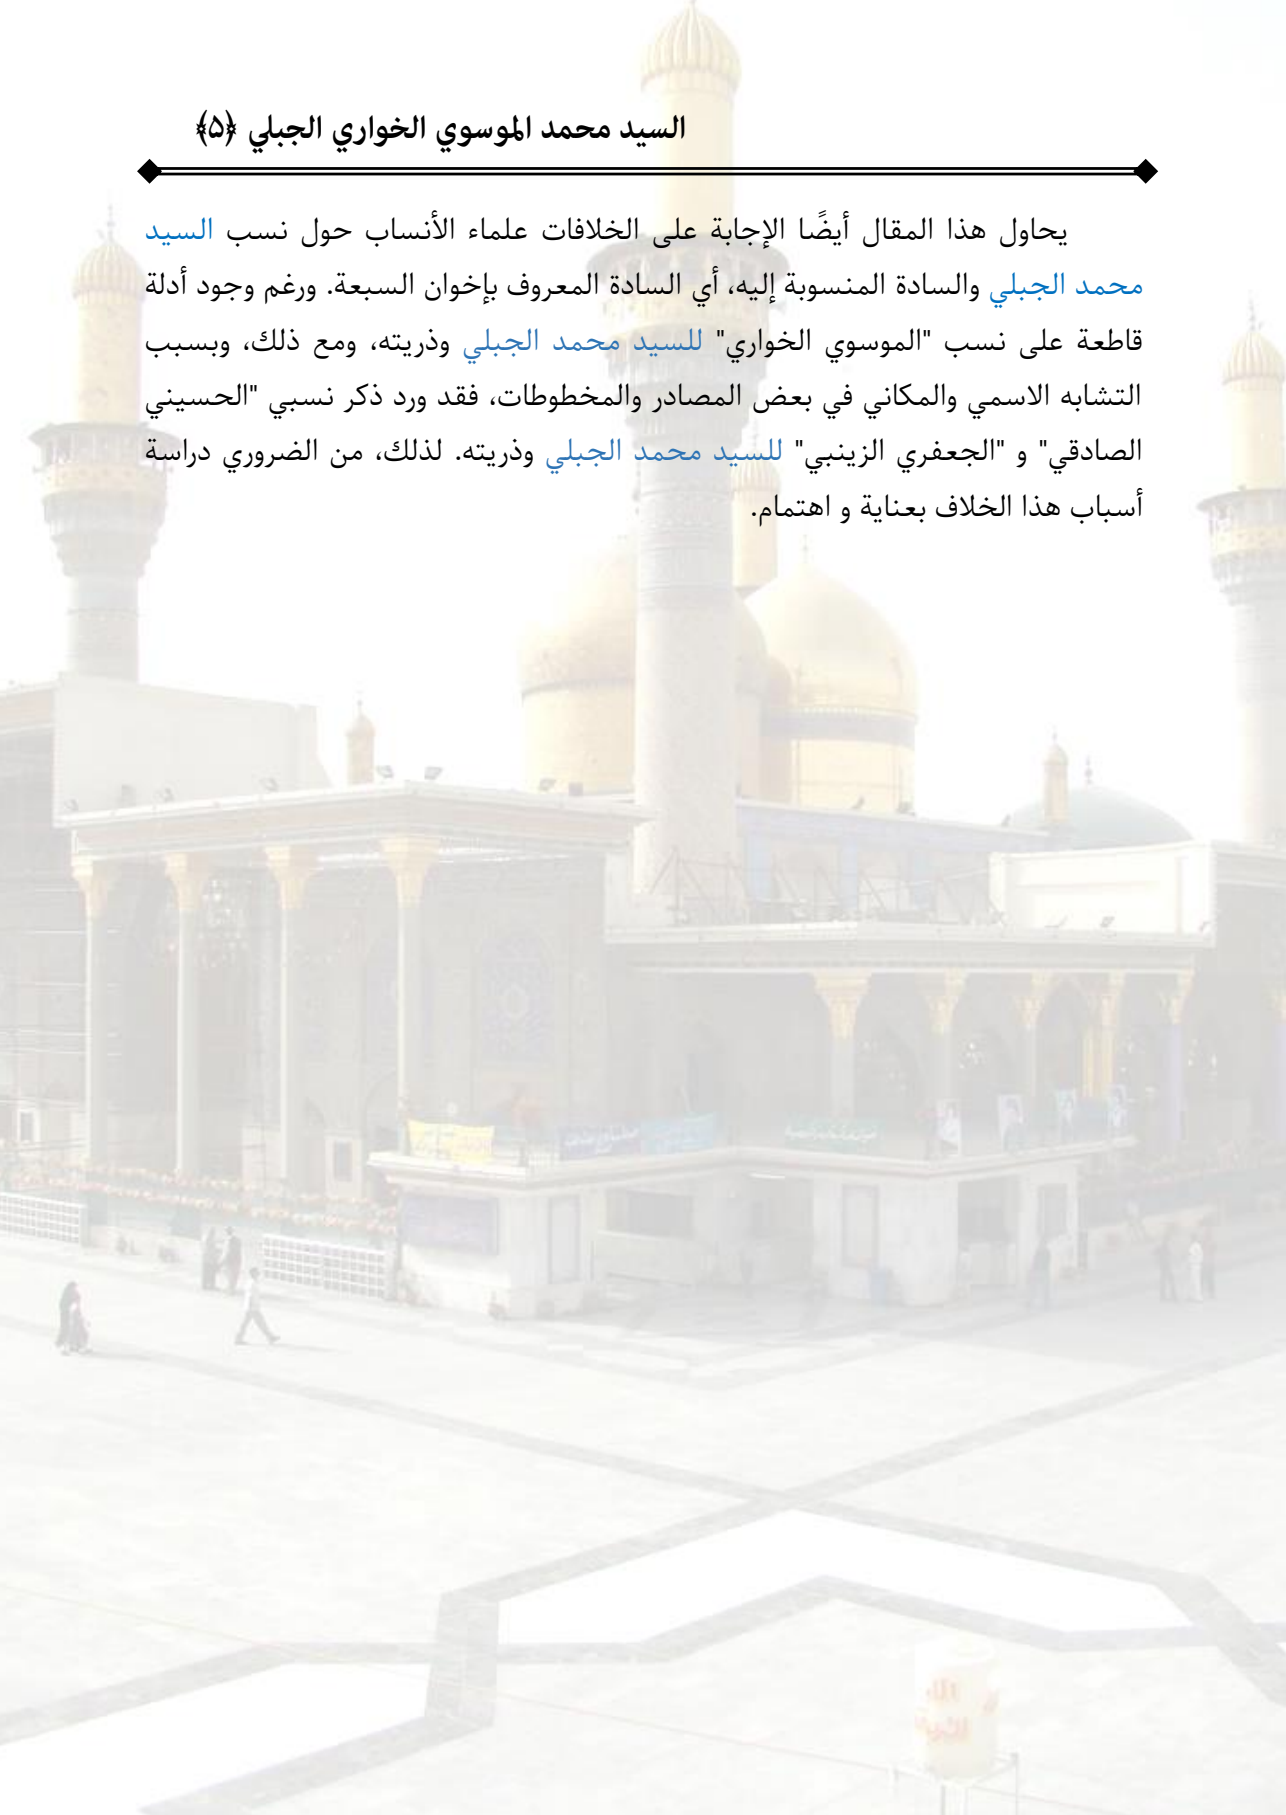 السيد محمد الموسوي الخواري الجبلي ﴿۵﴾
يحاول هذا المقال أيضًا الإجابة على الخلافات علماء الأنساب حول نسب السيد
محمد الجبلي والسادة المنسوبة إليه، أي السادة المعروف بإخوان السبعة. ورغم وجود أدلة
قاطعة على نسب "الموسوي الخواري" للسيد محمد الجبلي وذريته، ومع ذلك، وبسبب
التشابه الاسمي والمكاني في بعض المصادر والمخطوطات، فقد ورد ذكر نسبي "الحسيني
الصادقي" و "الجعفري الزينبي" للسيد محمد الجبلي وذريته. لذلك، من الضروري دراسة
أسباب هذا الخلاف بعناية و اهتمام.